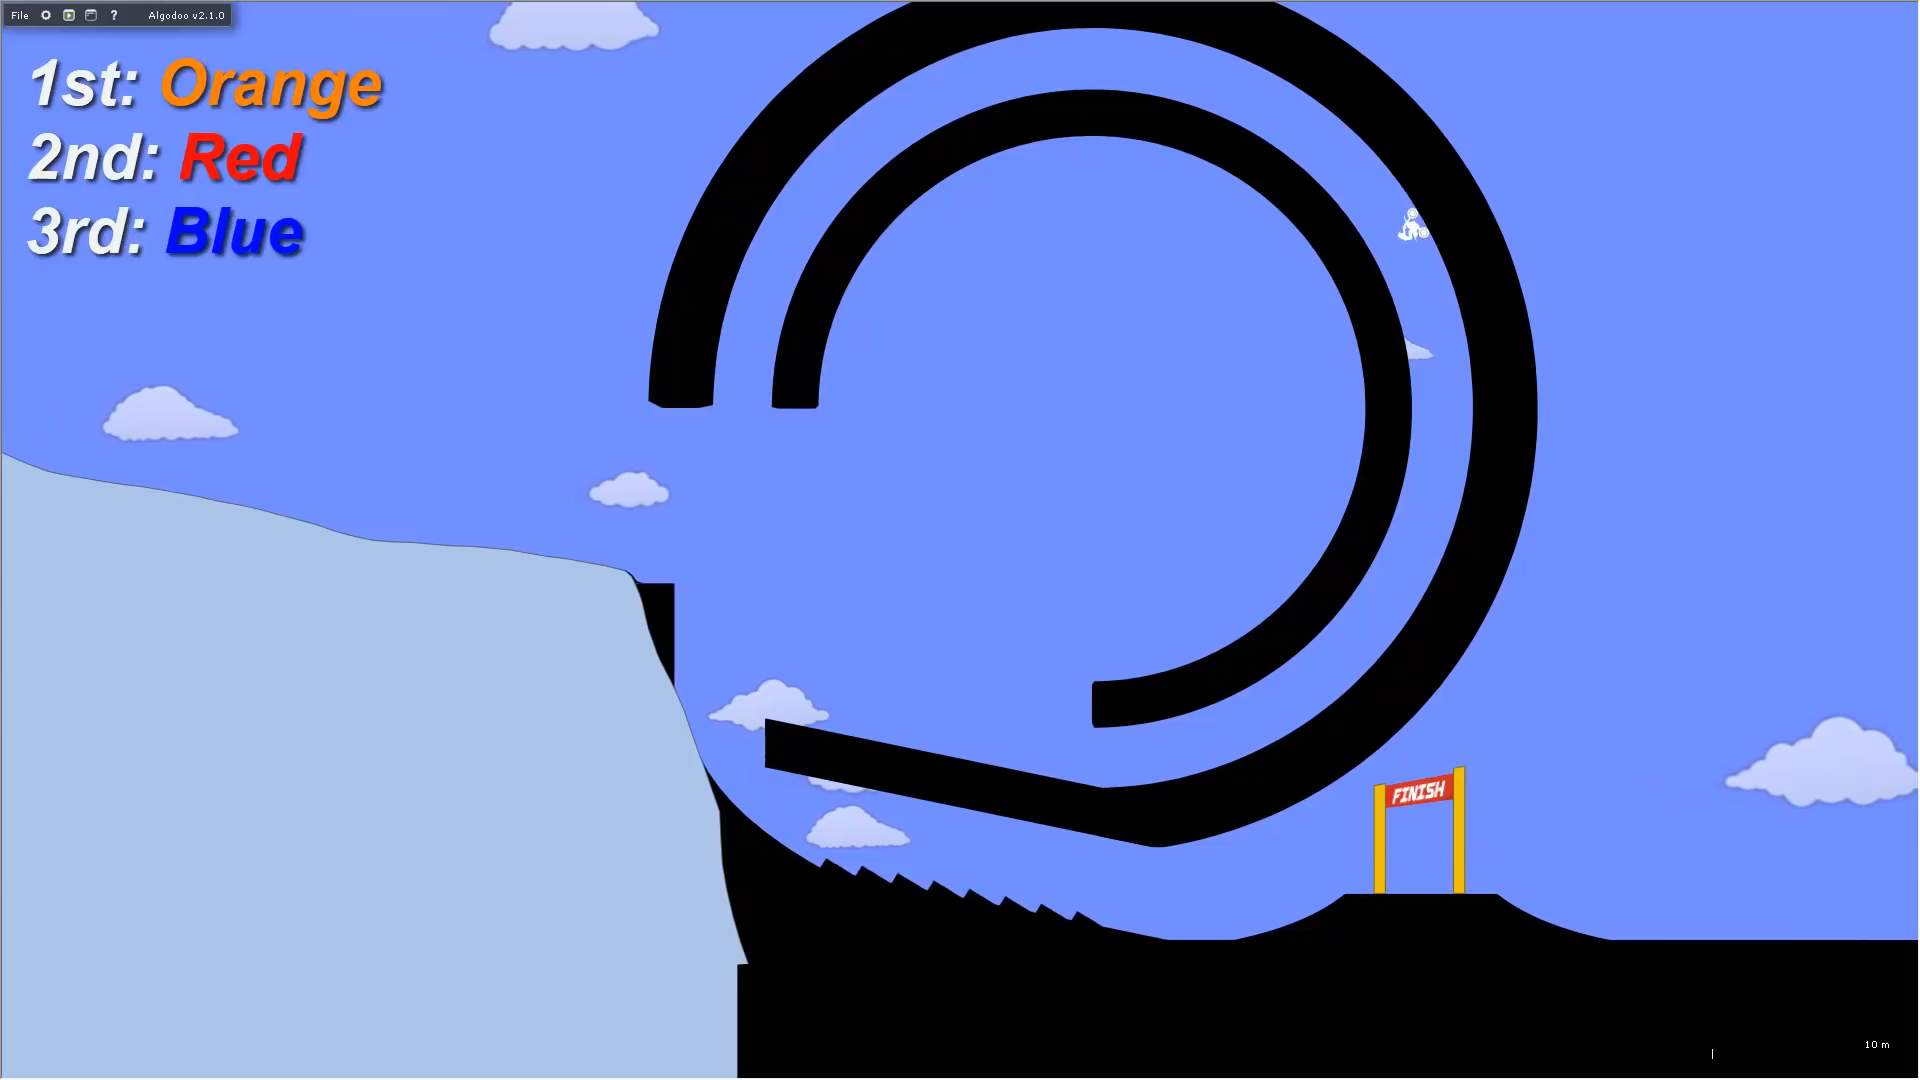 File ? Algodoo v2.1.0
1st: Orange
2nd: Red
3rd: Blue
FINISH
10 m